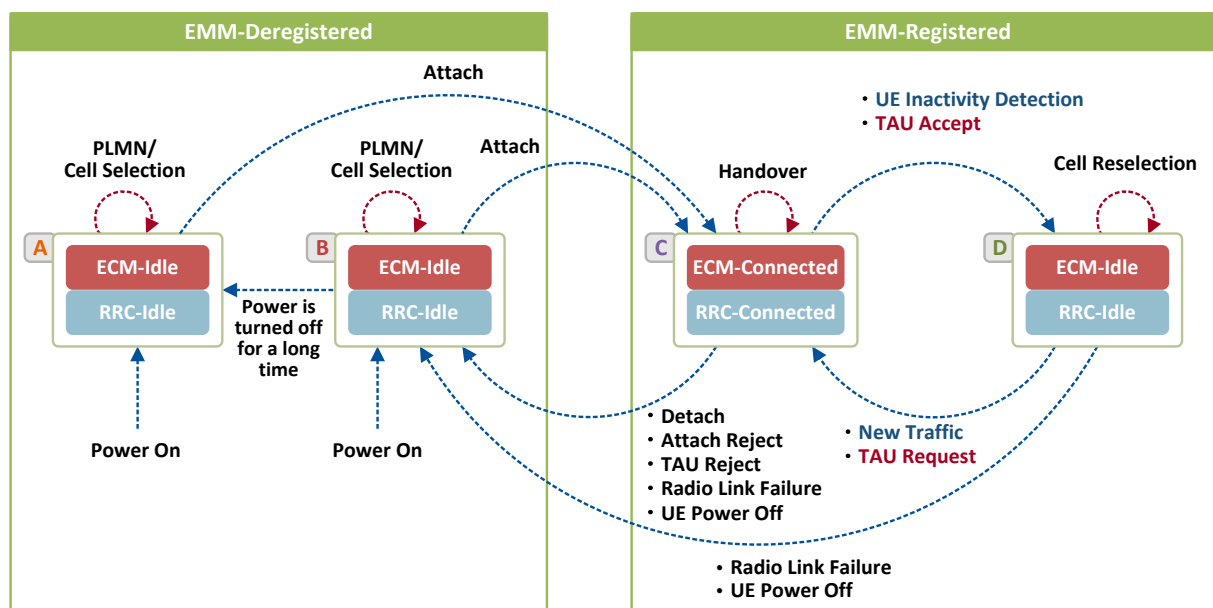 EMM-Deregistered
EMM-Registered
Attach
· UE Inactivity Detection
· TAU Accept
PLMN/
Cell Selection
PLMN/
Cell Selection
Attach
Handover
Cell Reselection
A
B
C
D
ECM-Idle
RRC-Idle
ECM-Idle
RRC-Idle
ECM-Connected
RRC-Connected
ECM-Idle
RRC-Idle
Power is
turned off
for a long
time
Power On
Power On
· Detach
· Attach Reject
· TAU Reject
· Radio Link Failure
· UE Power Off
· New Traffic
· TAU Request
· Radio Link Failure
· UE Power Off